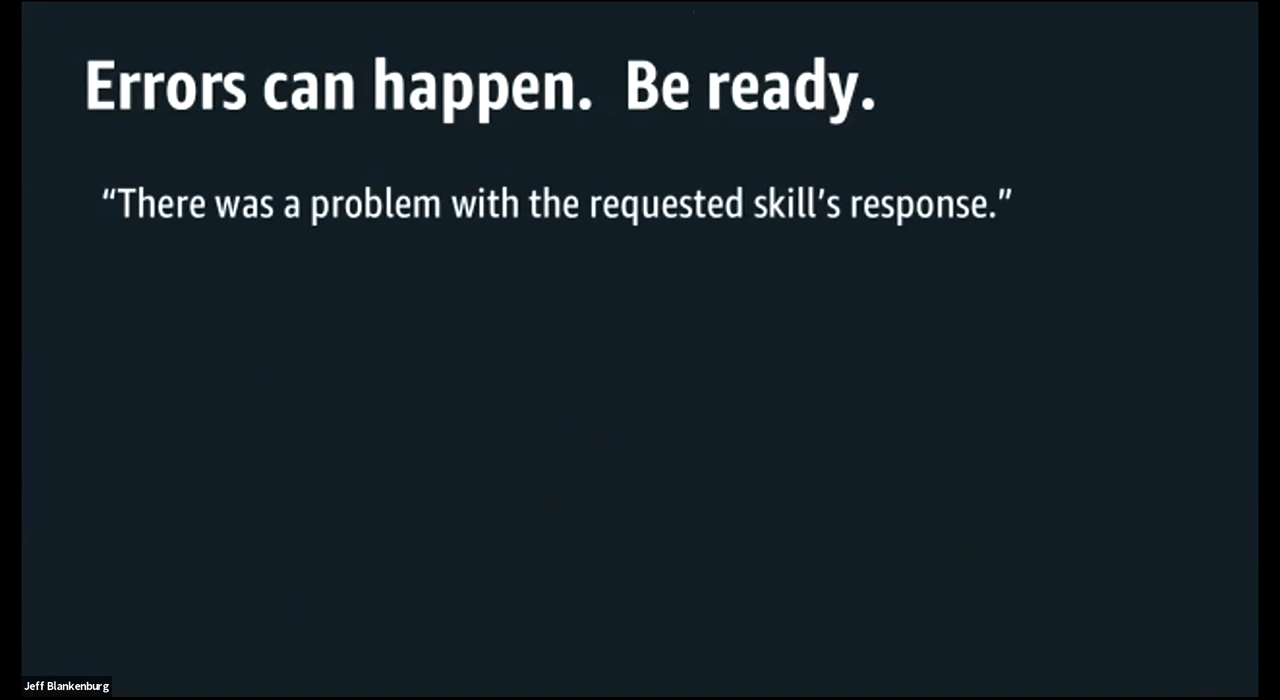 Errors can happen.  Be ready.
“There was a problem with the requested skill’s response.”
Jeff Blankenburg